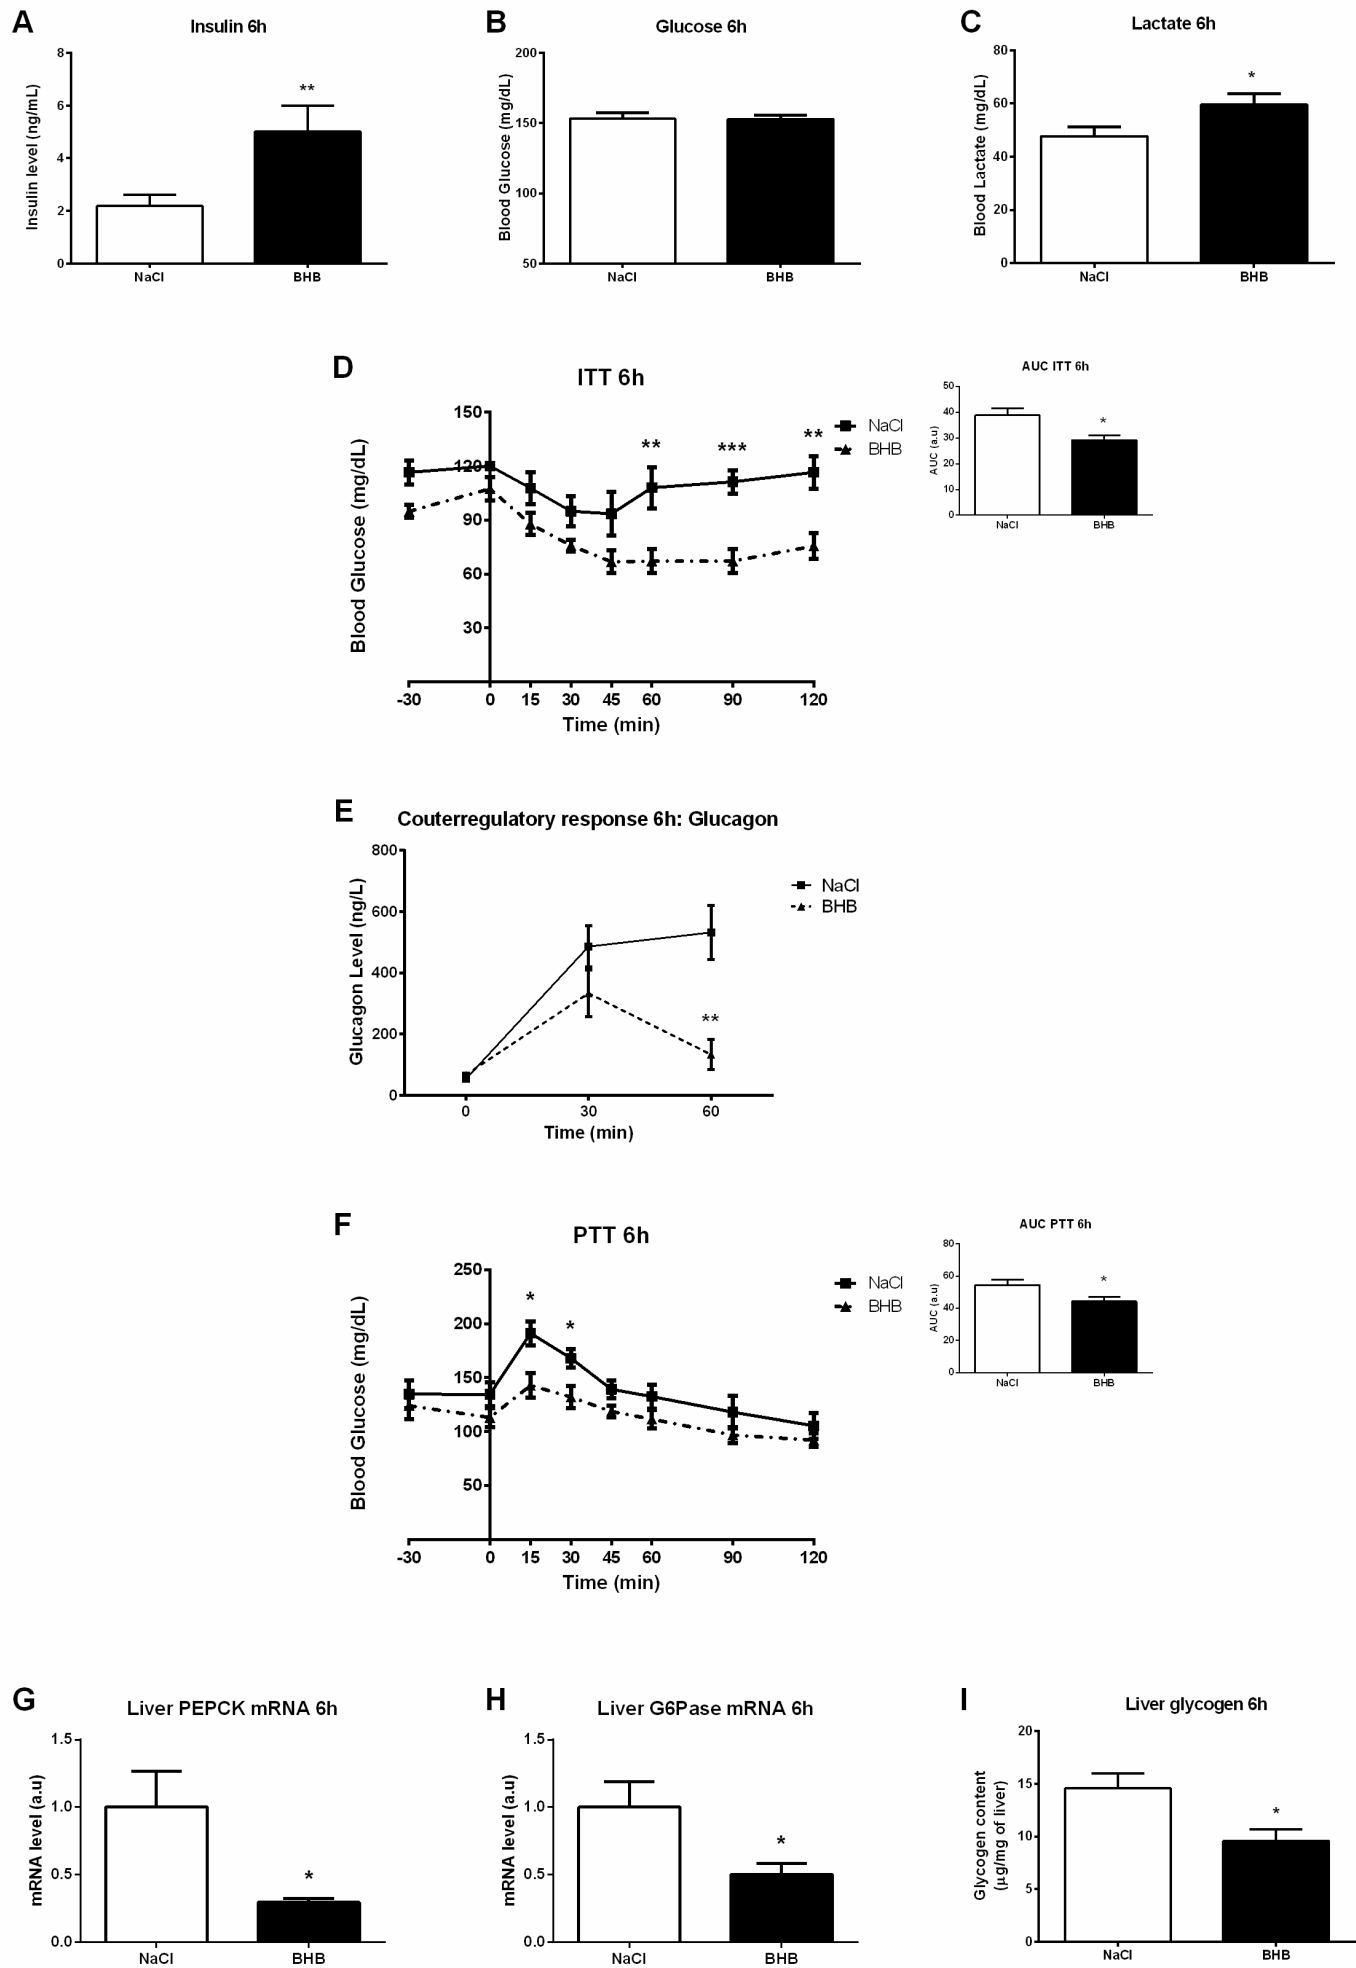 A
Insulin 6h
Insulin level (ng/mL)
8
6
4
2
0
**
NaCl
BHB
B
Glucose 6h
Blood Glucose (mg/dL)
200
150
100
50
NaCl
BHB
C
Lactate 6h
Blood Lactate (mg/dL)
80
60
40
20
0
*
NaCl
BHB
D
ITT 6h
Blood Glucose (mg/dL)
150
120
90
60
30
** *** **
NaCl
BHB
-30 0 15 30 45 60 90 120
Time (min)
AUC ITT 6h
AUC (a.u)
50
40
30
20
10
0
*
NaCl
BHB
E
Couterregulatory response 6h: Glucagon
Glucagon Level (ng/L)
800
600
400
200
0
**
NaCl
BHB
0 30 60
Time (min)
F
PTT 6h
Blood Glucose (mg/dL)
250
200
150
100
50
* *
NaCl
BHB
-30 0 15 30 45 60 90 120
Time (min)
AUC PTT 6h
AUC (a.u)
80
60
40
20
0
*
NaCl
BHB
G
Liver PEPCK mRNA 6h
mRNA level (a.u)
1.5
1.0
0.5
0.0
*
NaCl
BHB
H
Liver G6Pase mRNA 6h
mRNA level (a.u)
1.5
1.0
0.5
0.0
*
NaCl
BHB
I
Liver glycogen 6h
Glycogen content
(µg/mg of liver)
20
15
10
5
0
*
NaCl
BHB